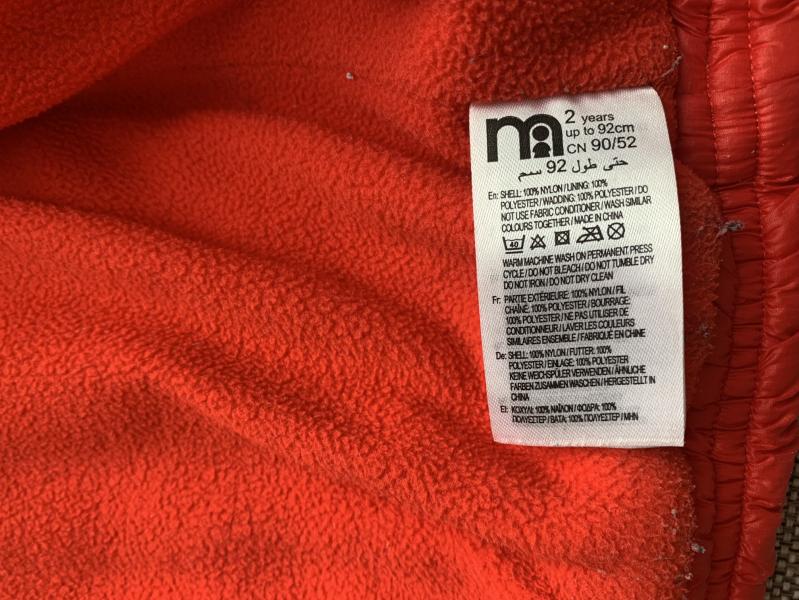 m 2 years
up to 92cm
CN 90/52
حتى طول 92 سم
En: SHELL: 100% NYLON / LINING: 100%
POLYESTER / WADDING: 100% POLYESTER / DO
NOT USE FABRIC CONDITIONER / WASH SIMILAR
COLOURS TOGETHER / MADE IN CHINA
40
WARM MACHINE WASH ON PERMANENT PRESS
CYCLE / DO NOT BLEACH / DO NOT TUMBLE DRY
DO NOT IRON / DO NOT DRY CLEAN
Fr: PARTIE EXTÉRIEURE: 100% NYLON / FIL
CHAÎNE: 100% POLYESTER / BOURRAGE:
100% POLYESTER / NE PAS UTILISER DE
CONDITIONNEUR / LAVER LES COULEURS
SIMILAIRES ENSEMBLE / FABRIQUÉ EN CHINE
De: SHELL: 100% NYLON / FUTTER: 100%
POLYESTER / EINLAGE: 100% POLYESTER
KEINE WEICHSPÜLER VERWENDEN / ÄHNLICHE
FARBEN ZUSAMMEN WASCHEN / HERGESTELLT IN
CHINA
El: ΚΟΧΥΛΙ: 100% ΝΑΪΛΟΝ / ΦΟΔΡΑ: 100%
ΠΟΛΥΕΣΤΕΡ / ΒΑΤΑ: 100% ΠΟΛΥΕΣΤΕΡ / ΜΗΝ